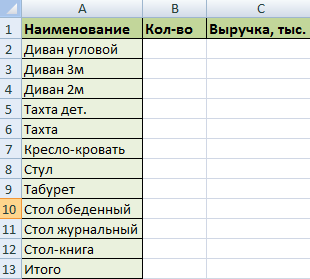 A B C
1 Наименование Кол-во Выручка, тыс.
2 Диван угловой
3 Диван 3м
4 Диван 2м
5 Тахта дет.
6 Тахта
7 Кресло-кровать
8 Стул
9 Табурет
10 Стол обеденный
11 Стол журнальный
12 Стол-книга
13 Итого